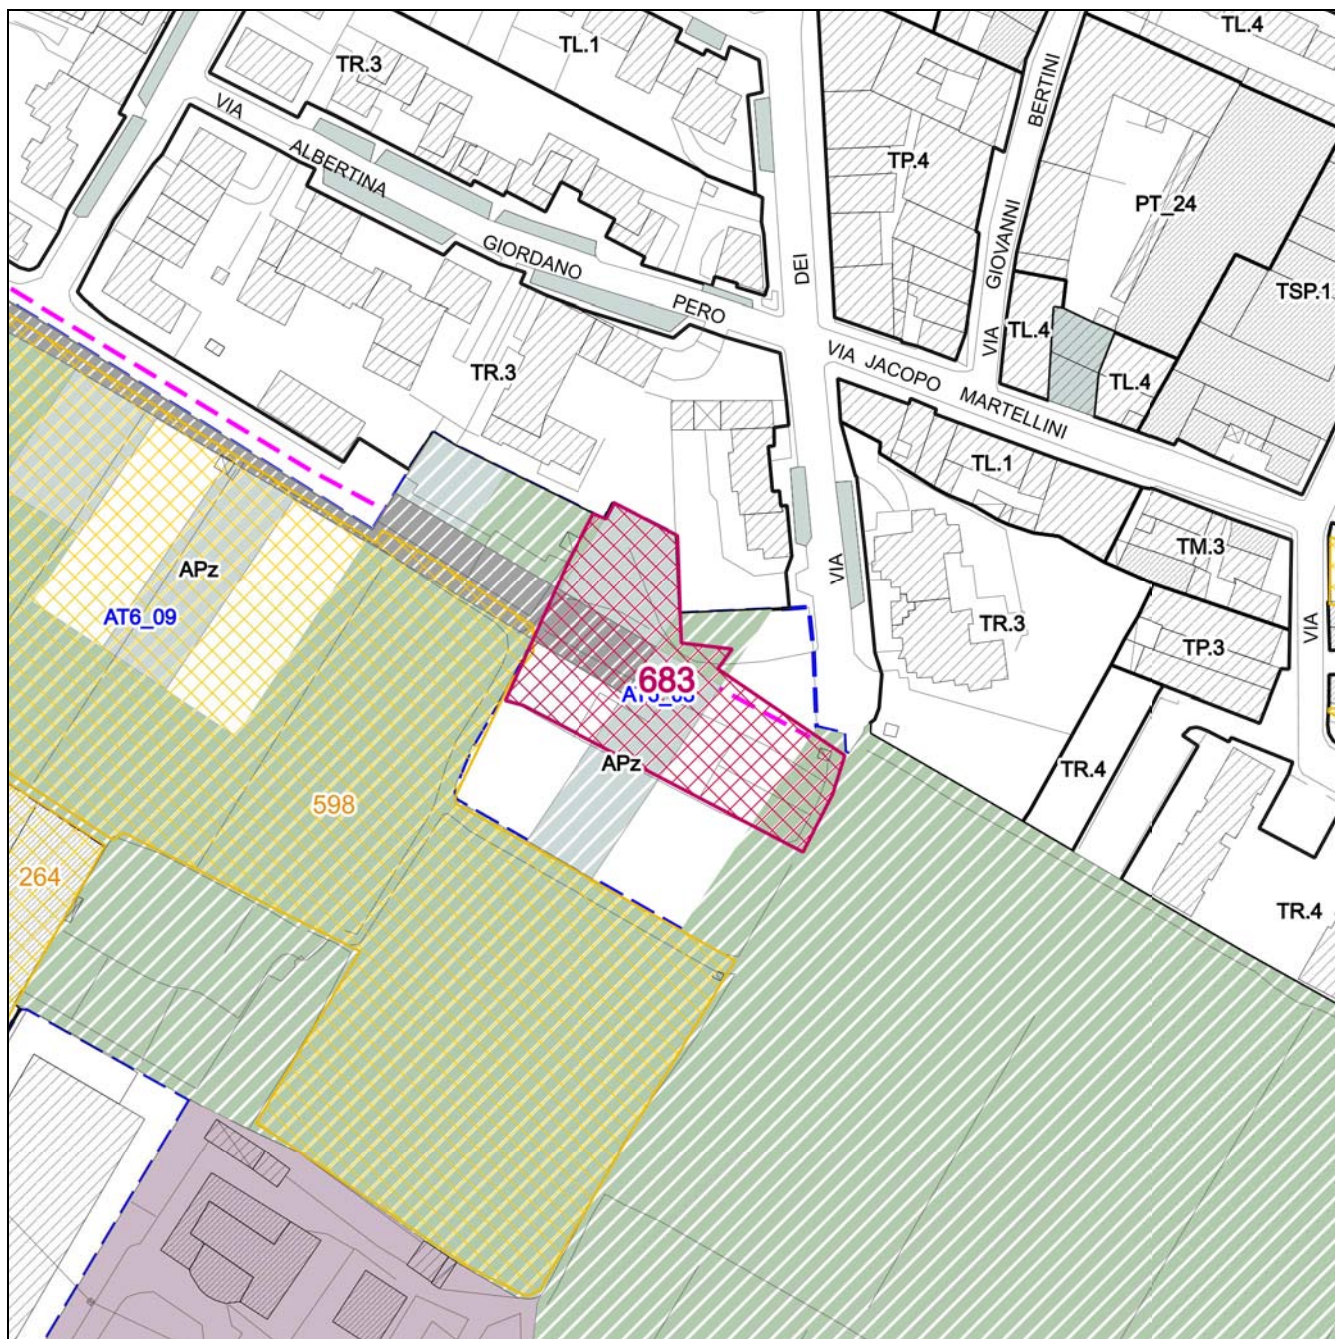 TL.4
TL.1
TR.3
VIA
ALBERTINA
GIORDANO
PERO
VIA
DEI
TP.4
VIA
GIOVANNI
BERTINI
PT_24
TSP.1
TL.4
TL.4
VIA JACOPO MARTELLINI
TR.3
TL.1
TM.3
TR.3
TP.3
VIA
TR.4
TR.4
APz
AT6_09
683
APz
598
264